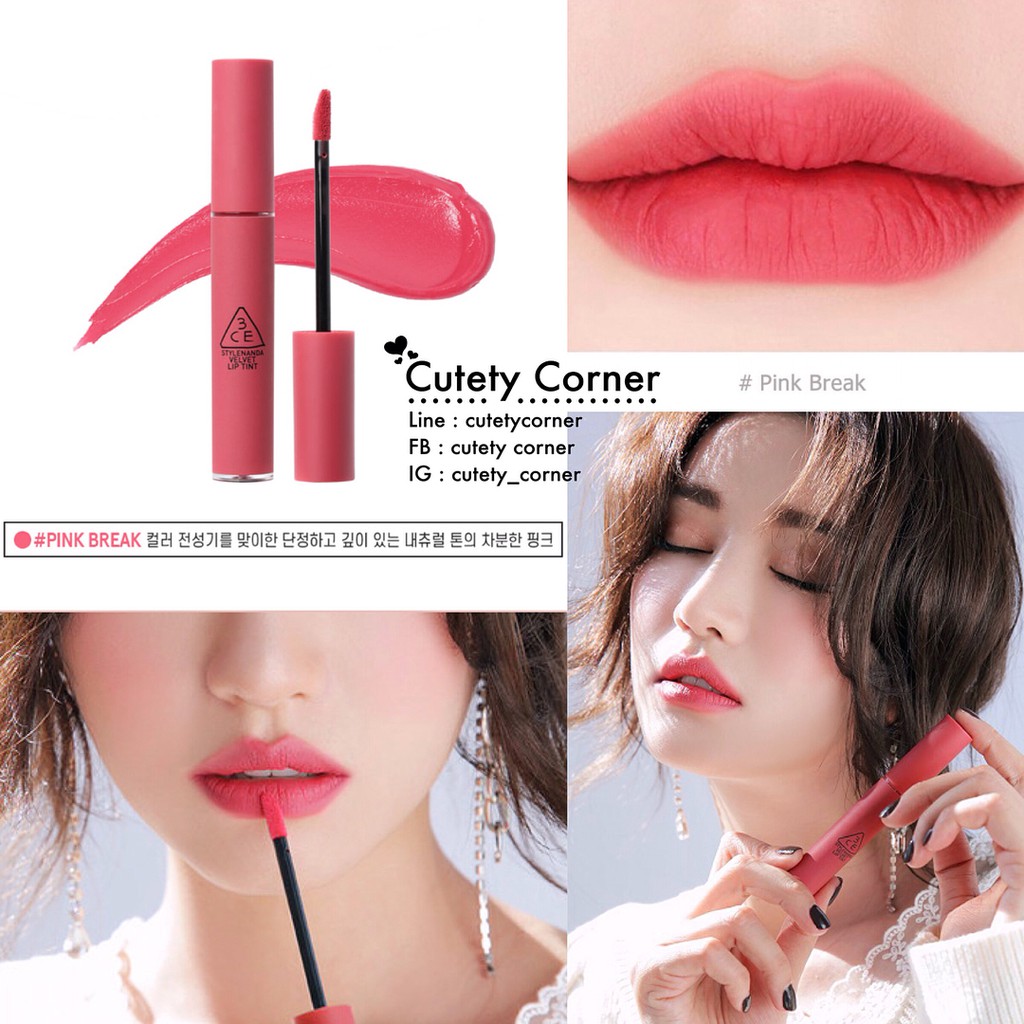 3
CE
STYLENANDA
VELVET
LIP TINT
Cutety Corner
Line : cutetycorner
FB : cutety corner
IG : cutety_corner
# Pink Break
#PINK BREAK 컬러 전성기를 맞이한 단정하고 깊이 있는 내츄럴 톤의 차분한 핑크